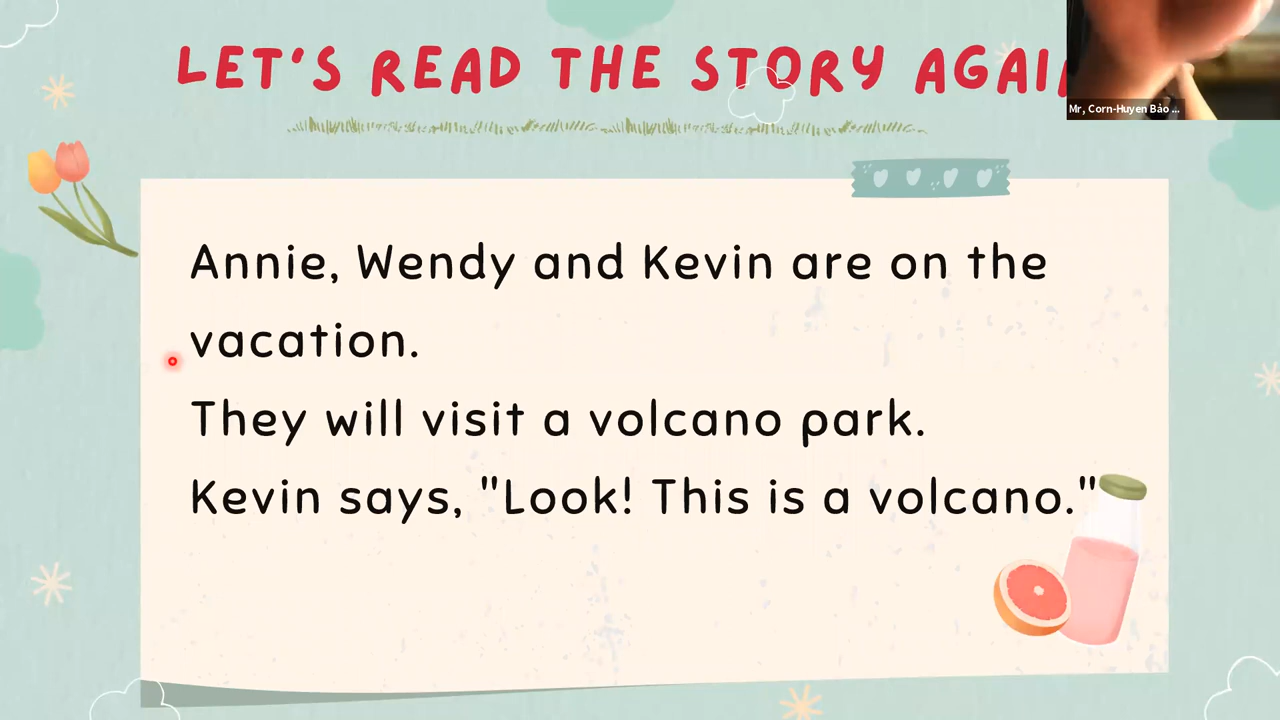 LET'S READ THE STORY
Mr, Corn-Huyen Bảo ...
Annie, Wendy and Kevin are on the
vacation.
They will visit a volcano park.
Kevin says, "Look! This is a volcano."